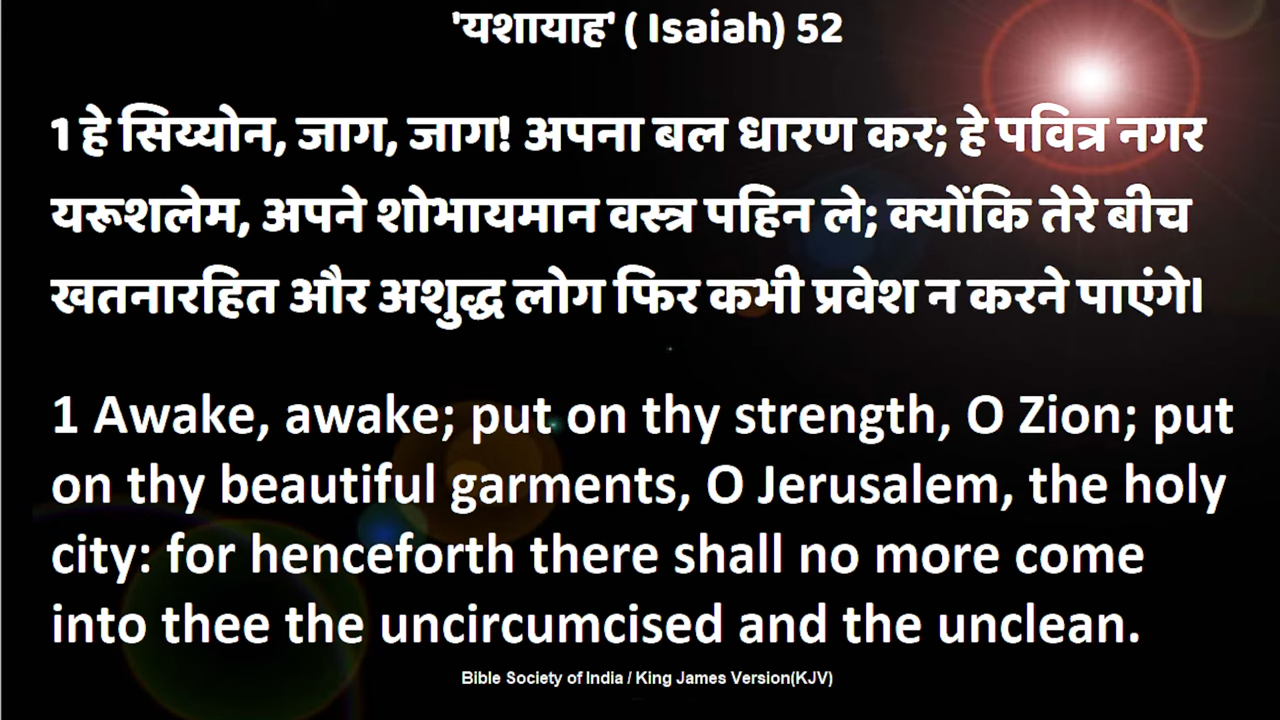 'यशायाह' ( Isaiah) 52
1 हे सिय्योन, जाग, जाग! अपना बल धारण कर; हे पवित्र नगर
यरूशलेम, अपने शोभायमान वस्त्र पहिन ले; क्योंकि तेरे बीच
खतनारहित और अशुद्ध लोग फिर कभी प्रवेश न करने पाएंगे।
1 Awake, awake; put on thy strength, O Zion; put
on thy beautiful garments, O Jerusalem, the holy
city: for henceforth there shall no more come
into thee the uncircumcised and the unclean.
Bible Society of India / King James Version(KJV)